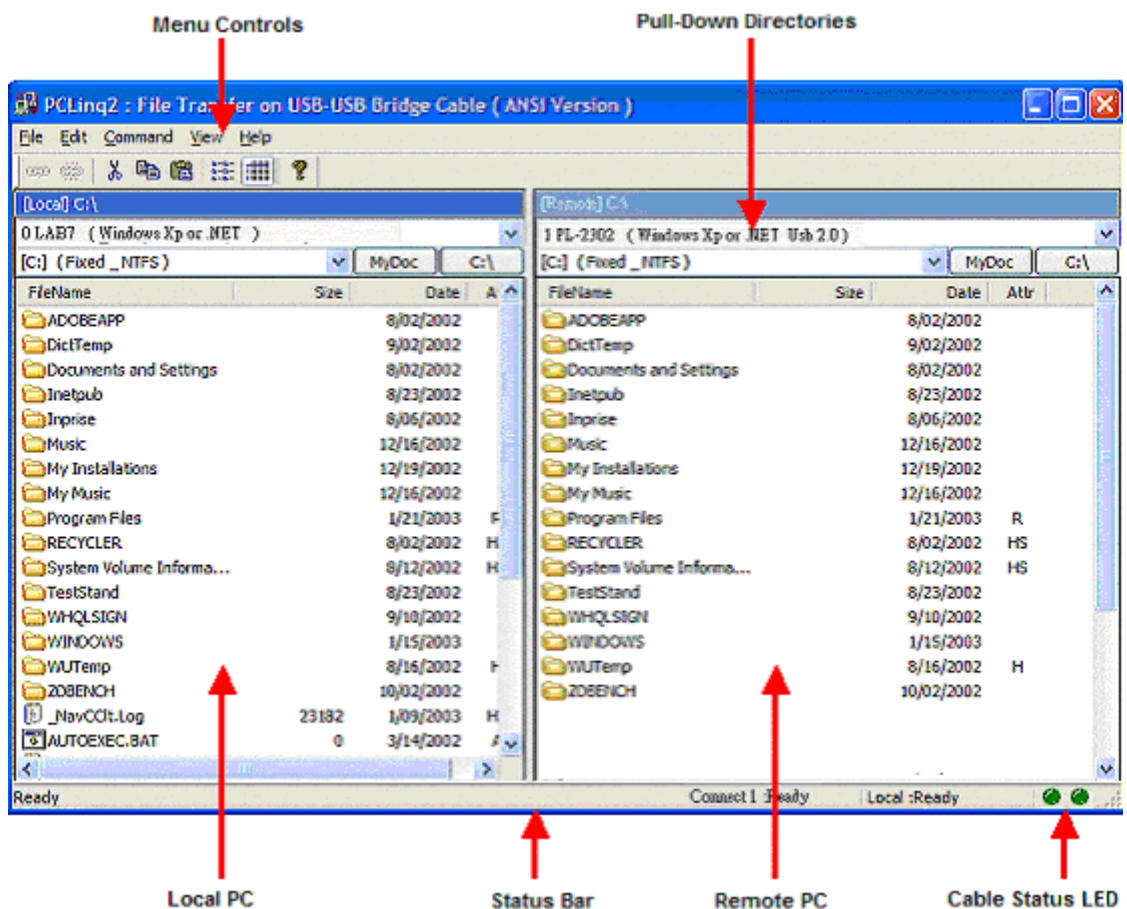 Menu Controls
Pull-Down Directories
PCLinq2 : File Transfer on USB-USB Bridge Cable ( ANSI Version )
File Edit Command View Help
[Local] C:\
[Remote] C:\
0 LAB7 ( Windows Xp or .NET )
1 PL-2302 ( Windows Xp or .NET Usb 2.0 )
[C:] (Fixed _NTFS) MyDoc C:\
[C:] (Fixed _NTFS) MyDoc C:\
FileName Size Date A
ADOBEAPP 8/02/2002
DictTemp 9/02/2002
Documents and Settings 8/02/2002
Inetpub 8/23/2002
Inprise 8/06/2002
Music 12/16/2002
My Installations 12/19/2002
My Music 12/16/2002
Program Files 1/21/2003
RECYCLER 8/02/2002 H
System Volume Informa... 8/12/2002 H
TestStand 8/23/2002
WHQLSIGN 9/10/2002
WINDOWS 1/15/2003
WUTemp 8/16/2002 H
ZDBENCH 10/02/2002
_NavCClt.Log 23182 1/09/2003 H
AUTOEXEC.BAT 0 3/14/2002 A
FileName Size Date Attr
ADOBEAPP 8/02/2002
DictTemp 9/02/2002
Documents and Settings 8/02/2002
Inetpub 8/23/2002
Inprise 8/06/2002
Music 12/16/2002
My Installations 12/19/2002
My Music 12/16/2002
Program Files 1/21/2003 R
RECYCLER 8/02/2002 HS
System Volume Informa... 8/12/2002 HS
TestStand 8/23/2002
WHQLSIGN 9/10/2002
WINDOWS 1/15/2003
WUTemp 8/16/2002 H
ZDBENCH 10/02/2002
Ready Connect 1 :Ready Local :Ready
Local PC
Status Bar
Remote PC
Cable Status LED